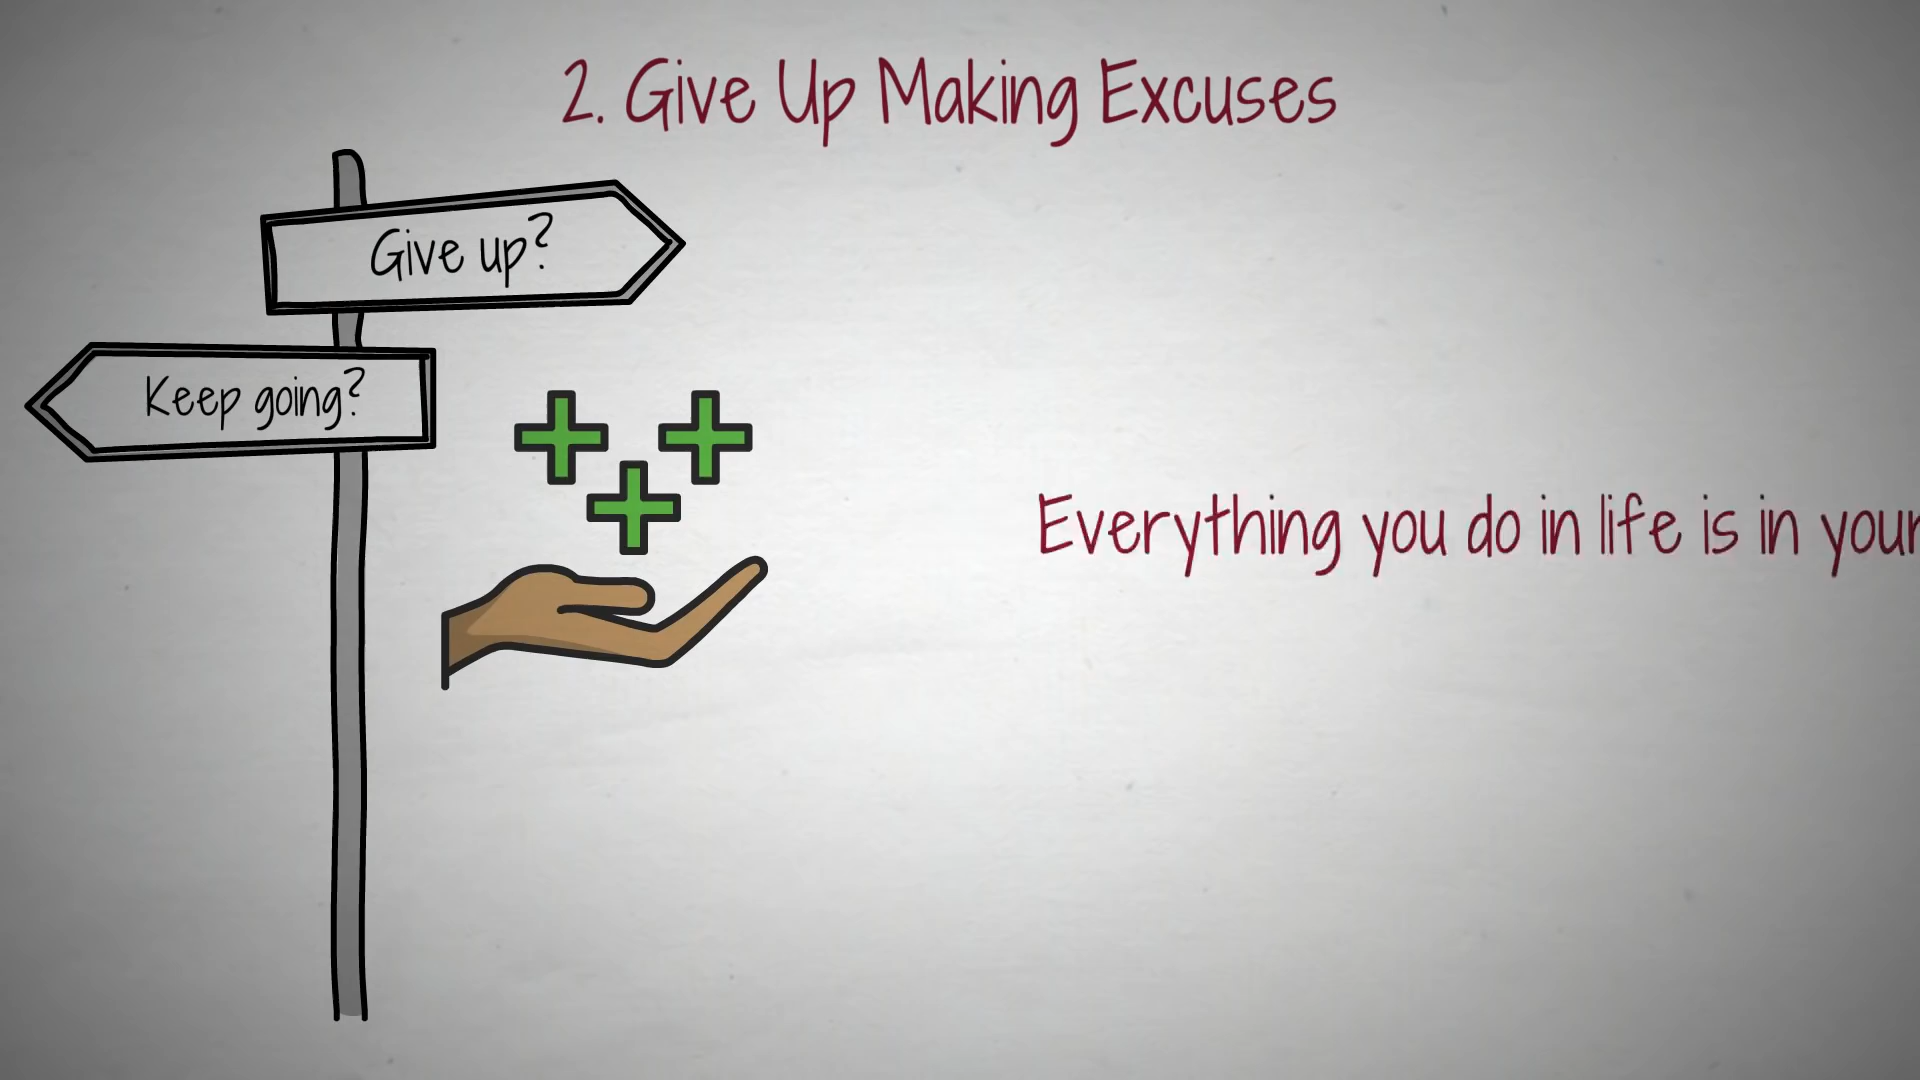 2. Give Up Making Excuses
Give up?
Keep going?
Everything you do in life is in your